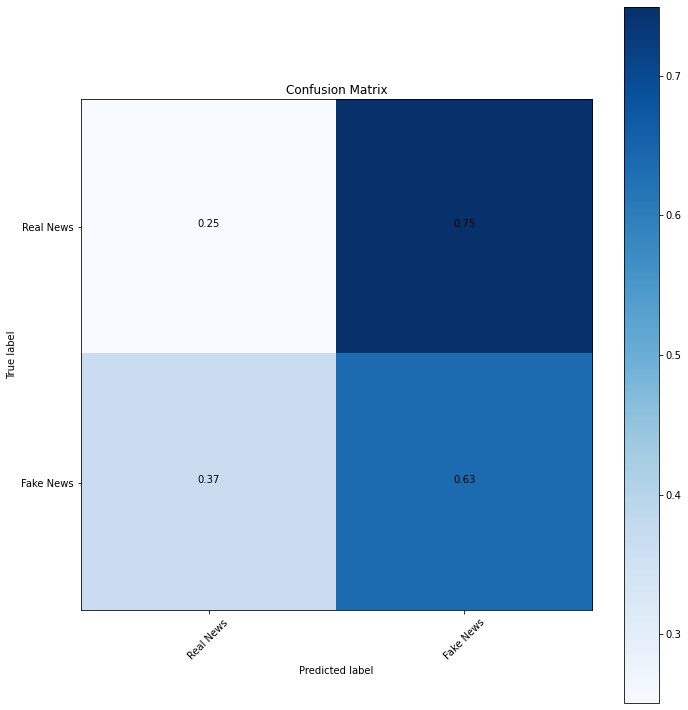 Confusion Matrix
0.7
0.25
0.75
Real News
0.6
0.5
True label
0.37
0.63
Fake News
0.4
0.3
Real News
Fake News
Predicted label